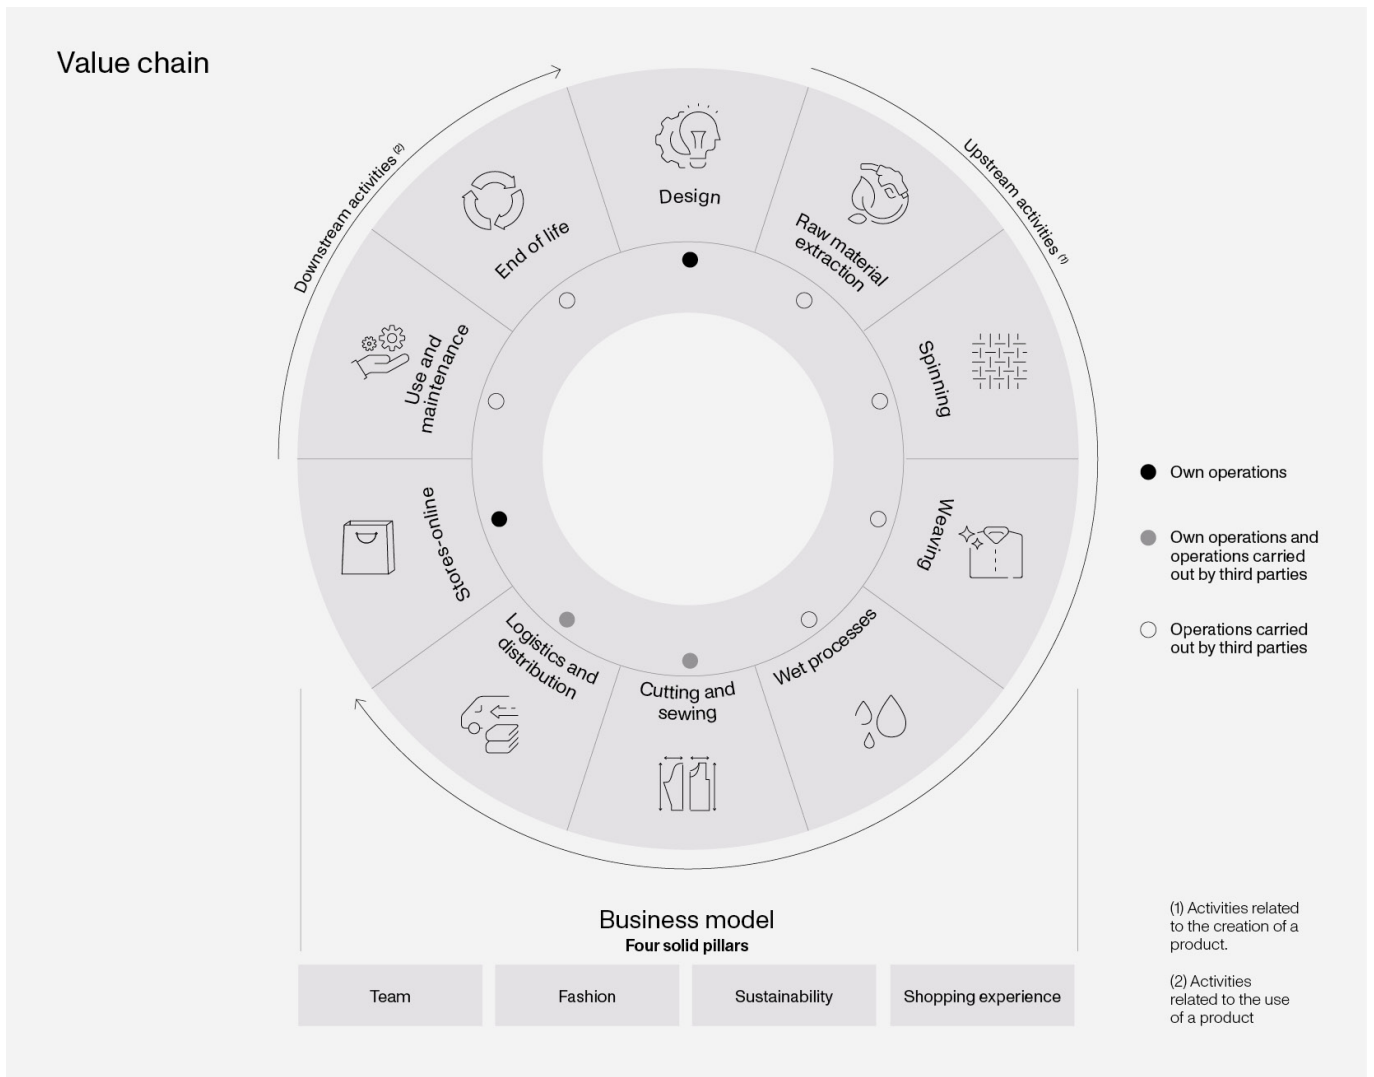 Value chain
Downstream activities (2)
Upstream activities (1)
Design
Raw material
extraction
Spinning
Weaving
Wet processes
Cutting and
sewing
Logistics and
distribution
Stores-online
Use and
maintenance
End of life
Own operations
Own operations and
operations carried
out by third parties
Operations carried
out by third parties
Business model
Four solid pillars
Team
Fashion
Sustainability
Shopping experience
(1) Activities related
to the creation of a
product.
(2) Activities
related to the use
of a product